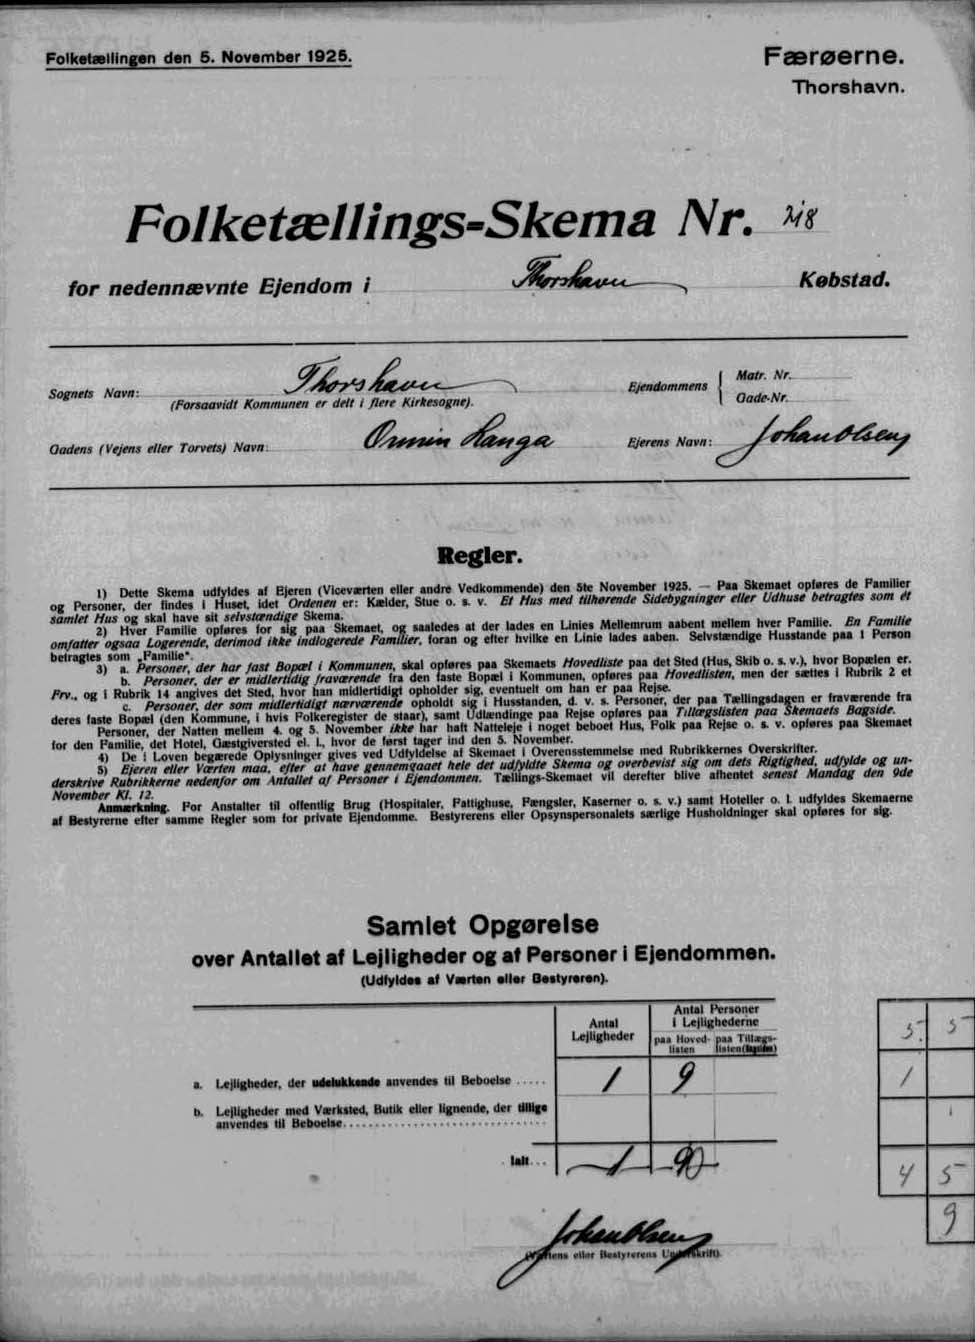 Folketællingen den 5. November 1925.
Færøerne.
Thorshavn.
Folketællings-Skema Nr. 218
for nedennævnte Ejendom i Thorshavn Købstad.
Sognets Navn: Thorshavn
(Forsaavidt Kommunen er delt i flere Kirkesogne).
Ejendommens { Matr. Nr.
Gade-Nr.
Gadens (Vejens eller Torvets) Navn: Ormin Langa Ejerens Navn: Johan Olsen
Regler.
1) Dette Skema udfyldes af Ejeren (Viceværten eller andre Vedkommende) den 5te November 1925. — Paa Skemaet opføres de Familier
og Personer, der findes i Huset, idet Ordenen er: Kælder, Stue o. s. v. Et Hus med tilhørende Sidebygninger eller Udhuse betragtes som ét
samlet Hus og skal have sit selvstændige Skema.
2) Hver Familie opføres for sig paa Skemaet, og saaledes at der lades en Linies Mellemrum aabent mellem hver Familie. En Familie
omfatter ogsaa Logerende, derimod ikke indlogerede Familier, foran og efter hvilke en Linie lades aaben. Selvstændige Husstande paa 1 Person
betragtes som „Familie“.
3) a. Personer, der har fast Bopæl i Kommunen, skal opføres paa Skemaets Hovedliste paa det Sted (Hus, Skib o. s. v.), hvor Bopælen er.
b. Personer, der er midlertidig fraværende fra den faste Bopæl i Kommunen, opføres paa Hovedlisten, men der sættes i Rubrik 2 et
Frv., og i Rubrik 14 angives det Sted, hvor han midlertidigt opholder sig, eventuelt om han er paa Rejse.
c. Personer, der som midlertidigt nærværende opholdt sig i Husstanden, d. v. s. Personer, der paa Tællingsdagen er fraværende fra
deres faste Bopæl (den Kommune, i hvis Folkeregister de staar), samt Udlændinge paa Rejse opføres paa Tillægslisten paa Skemaets Bagside.
Personer, der Natten mellem 4. og 5. November ikke har haft Natteleje i noget beboet Hus, Folk paa Rejse o. s. v. opføres paa Skemaet
for den Familie, det Hotel, Gæstgiversted el. l., hvor de først tager ind den 5. November.
4) De i Loven begærede Oplysninger gives ved Udfyldelse af Skemaet i Overensstemmelse med Rubrikkernes Overskrifter.
5) Ejeren eller Værten maa, efter at have gennemgaaet hele det udfyldte Skema og overbevist sig om dets Rigtighed, udfylde og un-
derskrive Rubrikkerne nedenfor om Antallet af Personer i Ejendommen. Tællings-Skemaet vil derefter blive afhentet senest Mandag den 9de
November Kl. 12.
Anmærkning. For Anstalter til offentlig Brug (Hospitaler, Fattighuse, Fængsler, Kaserner o. s. v.) samt Hoteller o. l. udfyldes Skemaerne
af Bestyrerne efter samme Regler som for private Ejendomme. Bestyrerens eller Opsynspersonalets særlige Husholdninger skal opføres for sig.
Samlet Opgørelse
over Antallet af Lejligheder og af Personer i Ejendommen.
(Udfyldes af Værten eller Bestyreren).
Antal
Lejligheder
Antal Personer
i Lejlighederne
paa Hoved-
listen
paa Tillægs-
listen
a. Lejligheder, der udelukkende anvendes til Beboelse ..... 1 9
b. Lejligheder med Værksted, Butik eller lignende, der tillige
anvendes til Beboelse
Ialt... 1 9
5. 5
1
1
4 5
9
Johan Olsen
(Værtens eller Bestyrerens Underskrift).